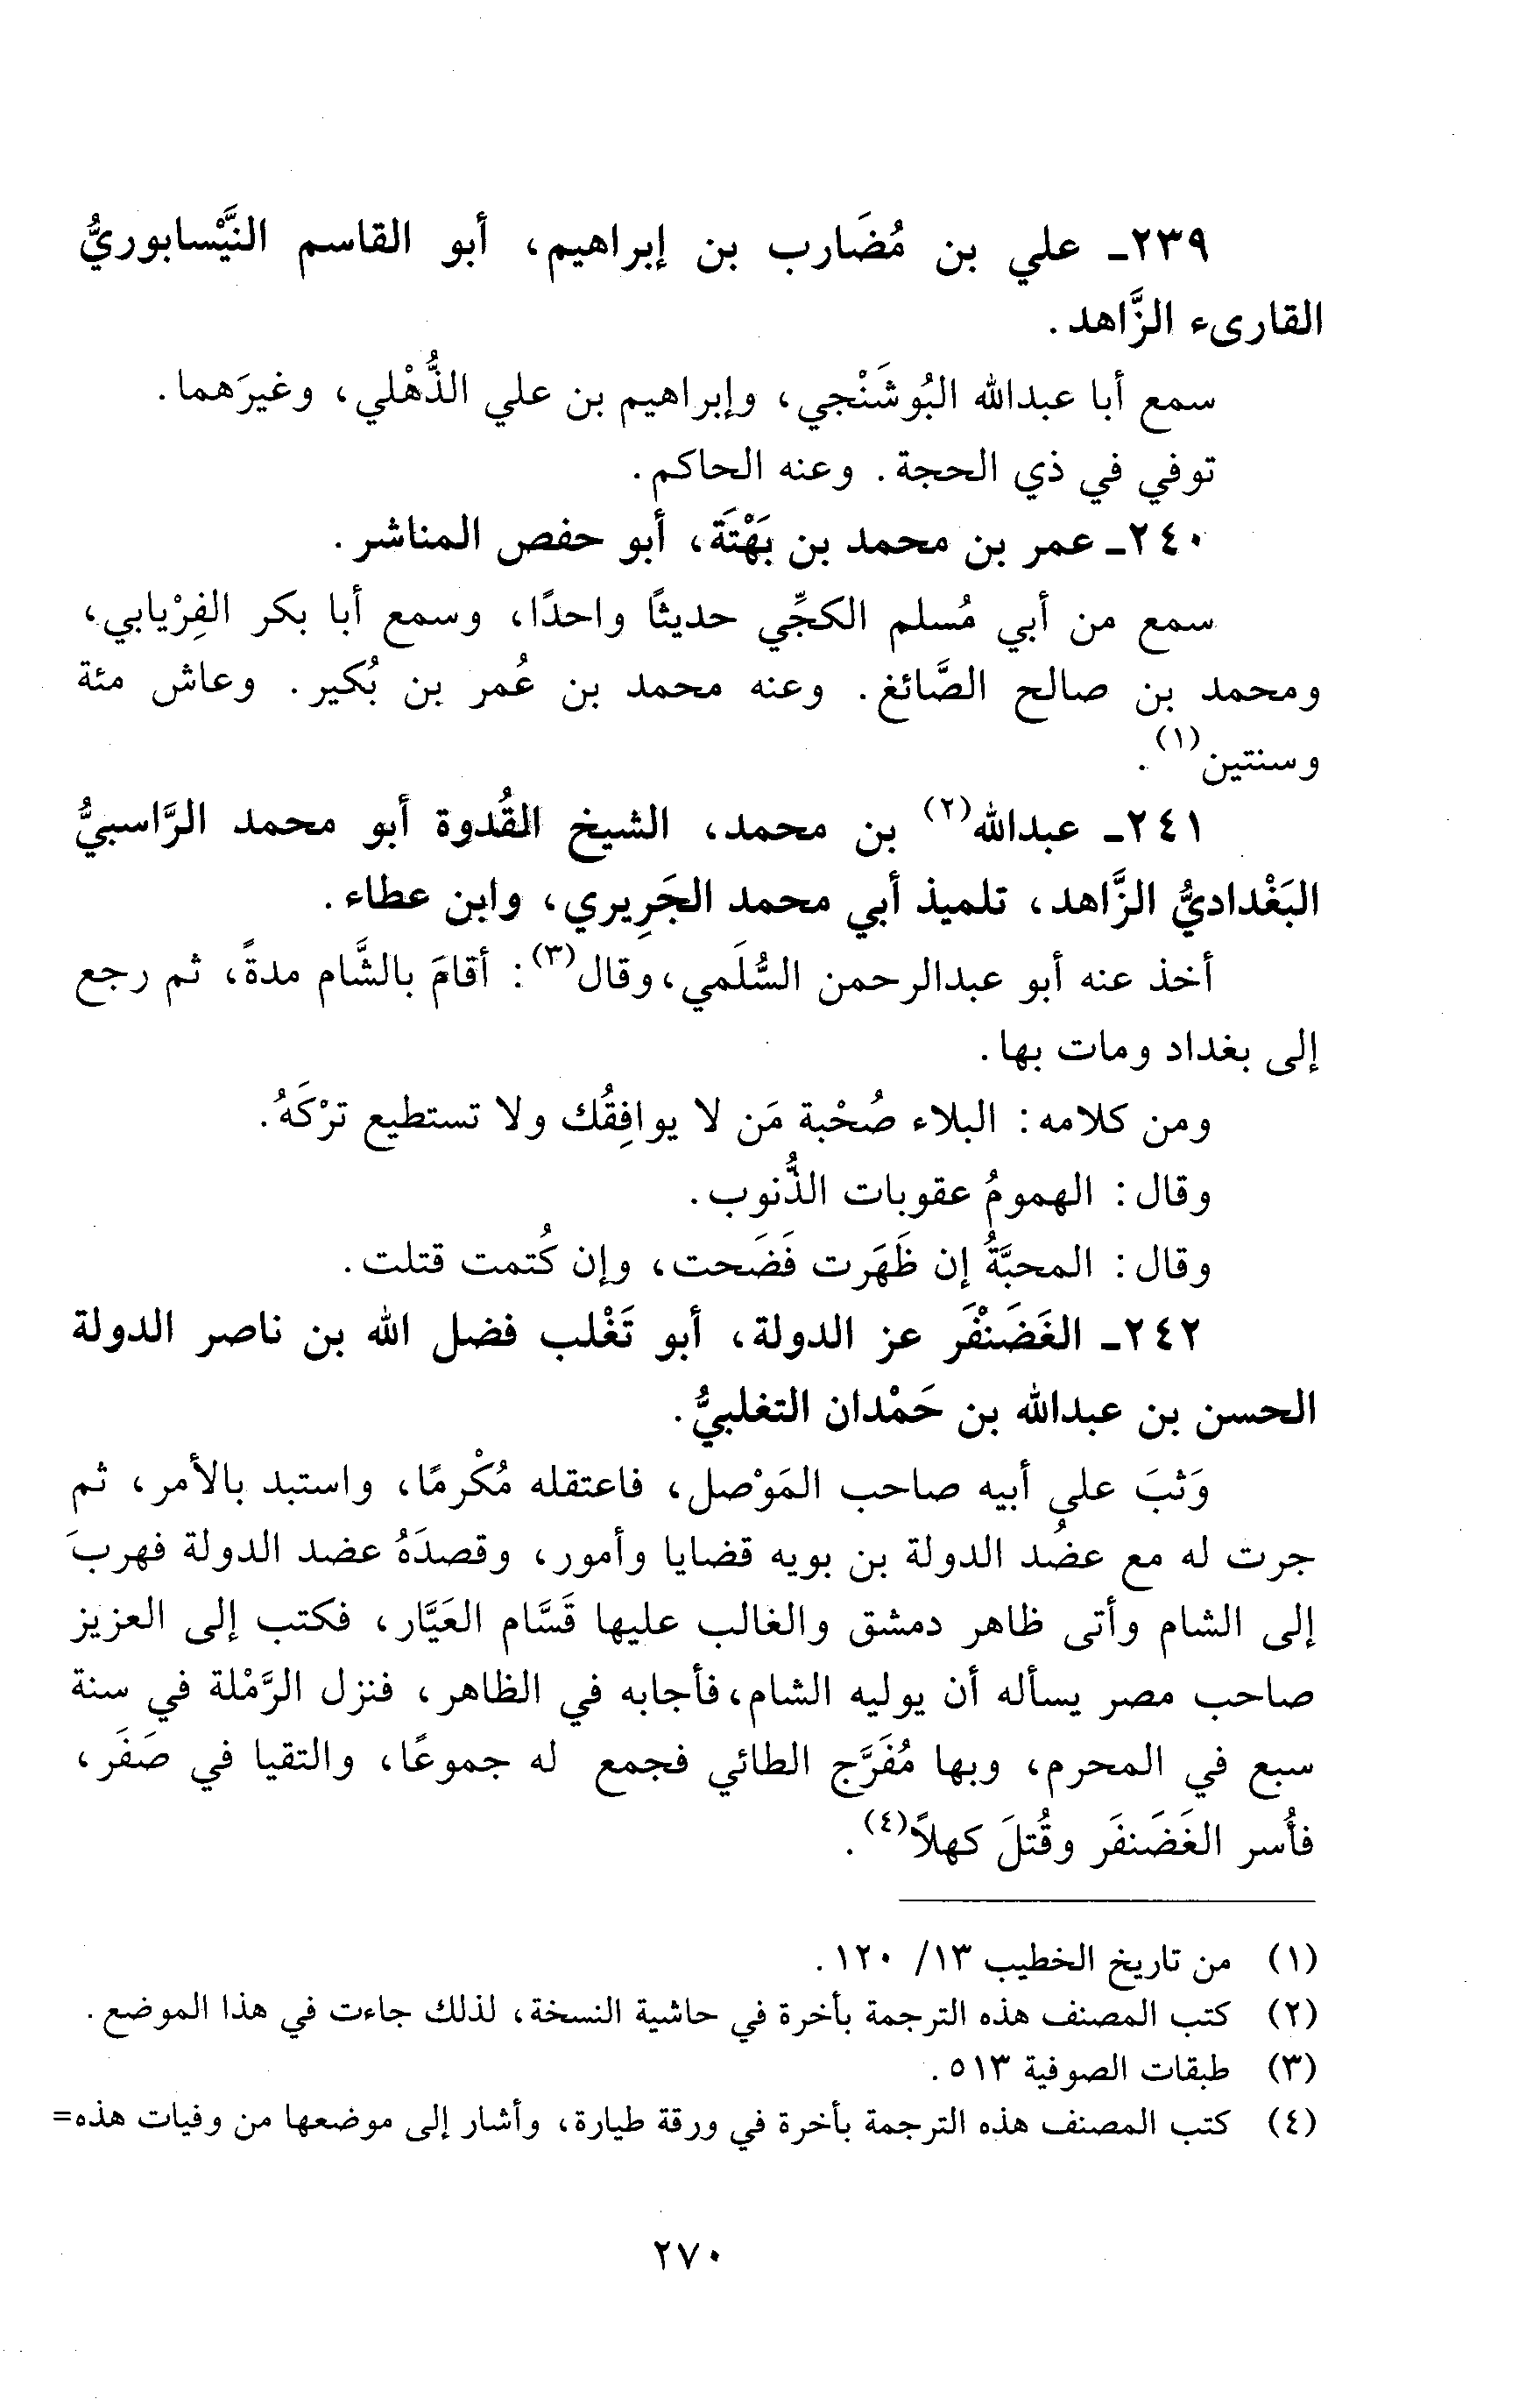 ٢٣٩ـ علي بن مُضَارب بن إبراهيم، أبو القاسم النَّيْسابوريُّ
القارىء الزَّاهد.
سمع أبا عبدالله البُوشَنْجي، وإبراهيم بن علي الذُّهْلي، وغيرَهما.
توفي في ذي الحجة. وعنه الحاكم.
٢٤٠ـ عمر بن محمد بن بَهْتَة، أبو حفص المناشر.
سمع من أبي مُسلم الكجِّي حديثًا واحدًا، وسمع أبا بكر الفِرْيابي،
ومحمد بن صالح الصَّائغ. وعنه محمد بن عُمر بن بُكير. وعاش مئة
وسنتين(١).
٢٤١ـ عبدالله(٢) بن محمد، الشيخ القُدوة أبو محمد الرَّاسبيُّ
البَغْداديُّ الزَّاهد، تلميذ أبي محمد الجَرِيري، وابن عطاء.
أخذ عنه أبو عبدالرحمن السُّلَمي، وقال(٣): أقامَ بالشَّام مدةً، ثم رجع
إلى بغداد ومات بها.
ومن كلامه: البلاء صُحْبة مَن لا يوافِقُك ولا تستطيع ترْكَهُ.
وقال: الهمومُ عقوبات الذُّنوب.
وقال: المحبَّةُ إن ظَهَرت فَضَحت، وإن كُتمت قتلت.
٢٤٢ـ الغَضَنْفَر عز الدولة، أبو تَغْلب فضل الله بن ناصر الدولة
الحسن بن عبدالله بن حَمْدان التغلبيُّ.
وَثبَ على أبيه صاحب المَوْصل، فاعتقله مُكْرمًا، واستبد بالأمر، ثم
جرت له مع عضُد الدولة بن بويه قضايا وأمور، وقصدَهُ عضد الدولة فهربَ
إلى الشام وأتى ظاهر دمشق والغالب عليها قَسَّام العَيَّار، فكتب إلى العزيز
صاحب مصر يسأله أن يوليه الشام، فأجابه في الظاهر، فنزل الرَّمْلة في سنة
سبع في المحرم، وبها مُفَرَّج الطائي فجمع له جموعًا، والتقيا في صَفَر،
فأُسر الغَضَنفَر وقُتلَ كهلاً(٤).
(١) من تاريخ الخطيب ١٣/ ١٢٠.
(٢) كتب المصنف هذه الترجمة بأخرة في حاشية النسخة، لذلك جاءت في هذا الموضع.
(٣) طبقات الصوفية ٥١٣.
(٤) كتب المصنف هذه الترجمة بأخرة في ورقة طيارة، وأشار إلى موضعها من وفيات هذه=
٢٧٠